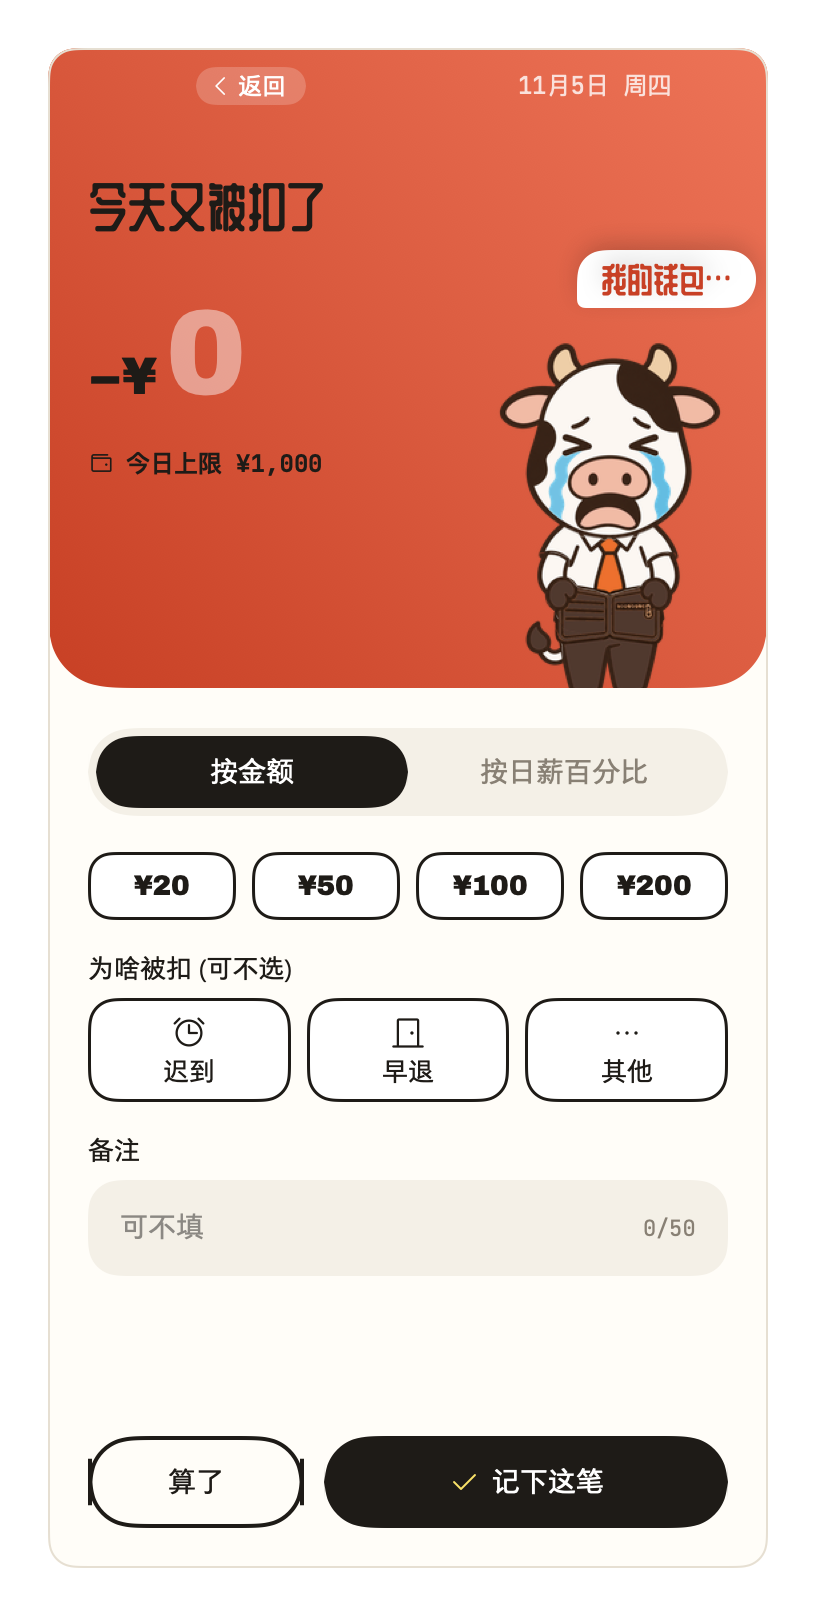 返回
11月5日 周四
今天又被扣了
我的钱包…
−¥0
今日上限 ¥1,000
按金额
按日薪百分比
¥20
¥50
¥100
¥200
为啥被扣 (可不选)
迟到
早退
其他
备注
可不填
0/50
算了
记下这笔